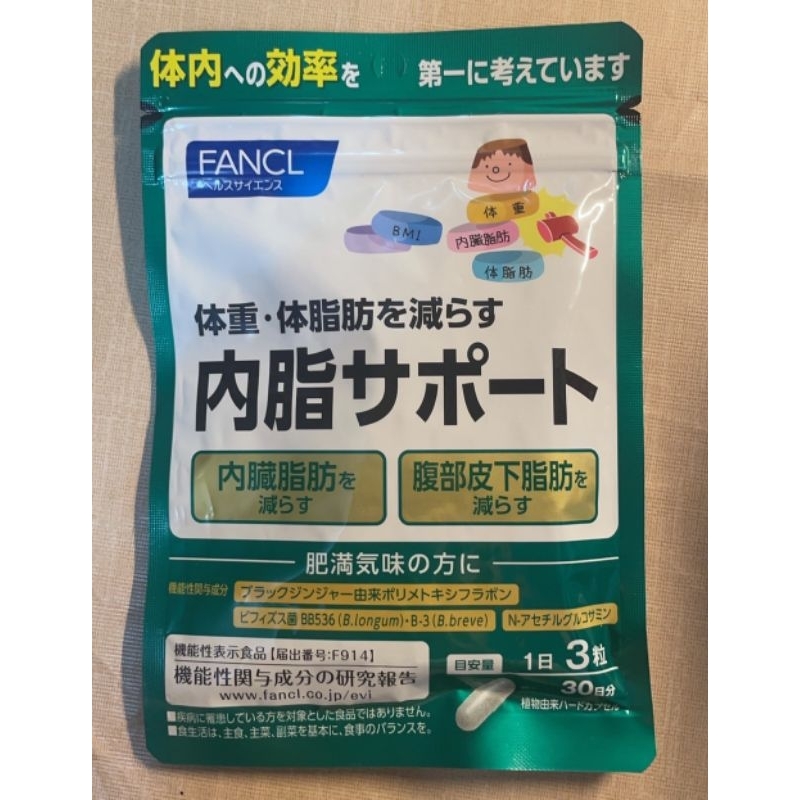 体内への効率を 第一に考えています
FANCL
ヘルスサイエンス
体重
BMI
内臓脂肪
体脂肪
体重・体脂肪を減らす
内脂サポート
内臓脂肪を減らす
腹部皮下脂肪を減らす
肥満気味の方に
機能性関与成分 ブラックジンジャー由来ポリメトキシフラボン
ビフィズス菌 BB536 (B.longum)・B-3 (B.breve) N-アセチルグルコサミン
機能性表示食品【届出番号:F914】
機能性関与成分の研究報告
www.fancl.co.jp/evi
目安量 1日 3粒
30日分
植物由来ハードカプセル
■疾病に罹患している方を対象とした食品ではありません。
■食生活は、主食、主菜、副菜を基本に、食事のバランスを。